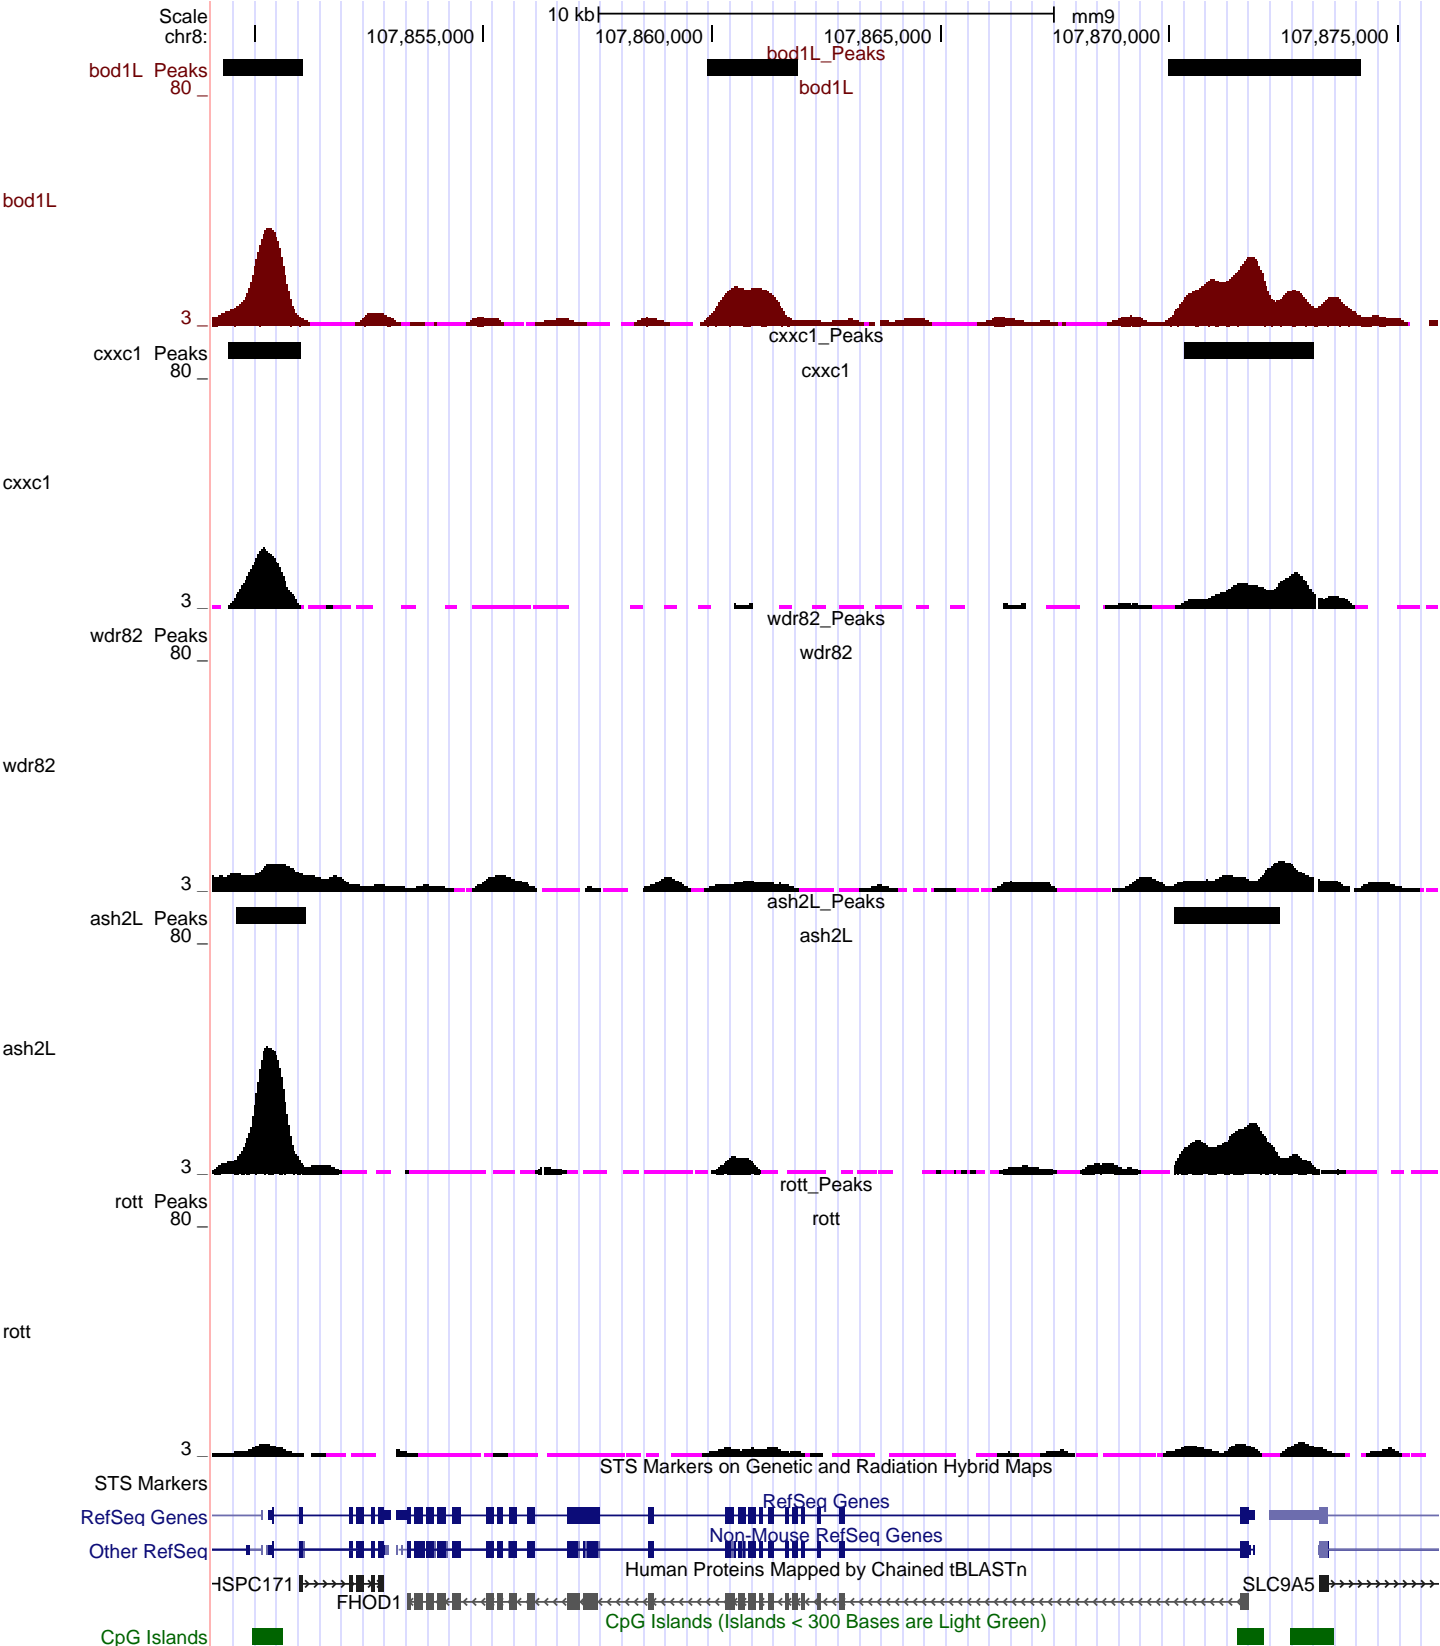 Scale 10 kb mm9
chr8: 107,855,000 107,860,000 107,865,000 107,870,000 107,875,000
bod1L_Peaks
bod1L Peaks
80 _ bod1L
bod1L
3 _
cxxc1_Peaks
cxxc1 Peaks
80 _ cxxc1
cxxc1
3 _
wdr82_Peaks
wdr82 Peaks
80 _ wdr82
wdr82
3 _
ash2L_Peaks
ash2L Peaks
80 _ ash2L
ash2L
3 _
rott_Peaks
rott Peaks
80 _ rott
rott
3 _
STS Markers on Genetic and Radiation Hybrid Maps
STS Markers
RefSeq Genes
RefSeq Genes
Non-Mouse RefSeq Genes
Other RefSeq
Human Proteins Mapped by Chained tBLASTn
HSPC171 SLC9A5
FHOD1
CpG Islands (Islands < 300 Bases are Light Green)
CpG Islands